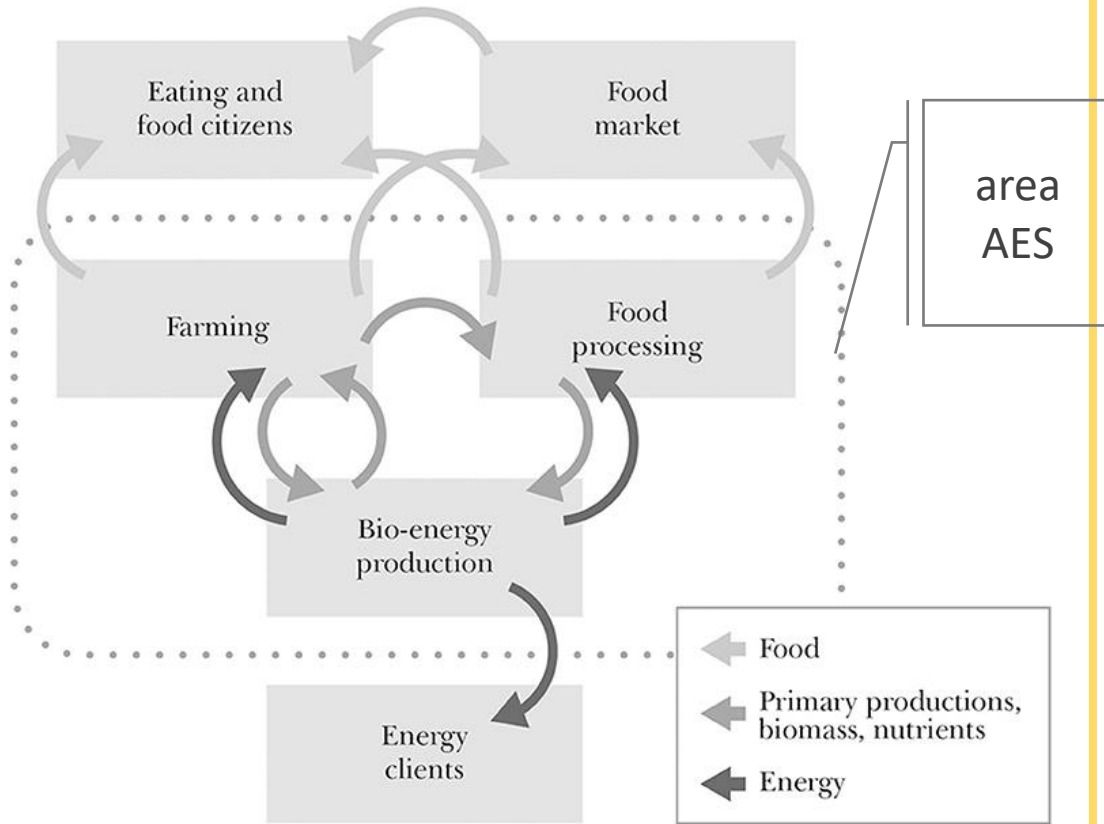 Eating and
food citizens
Food
market
area
AES
Farming
Food
processing
Bio-energy
production
Energy
clients
Food
Primary productions,
biomass, nutrients
Energy